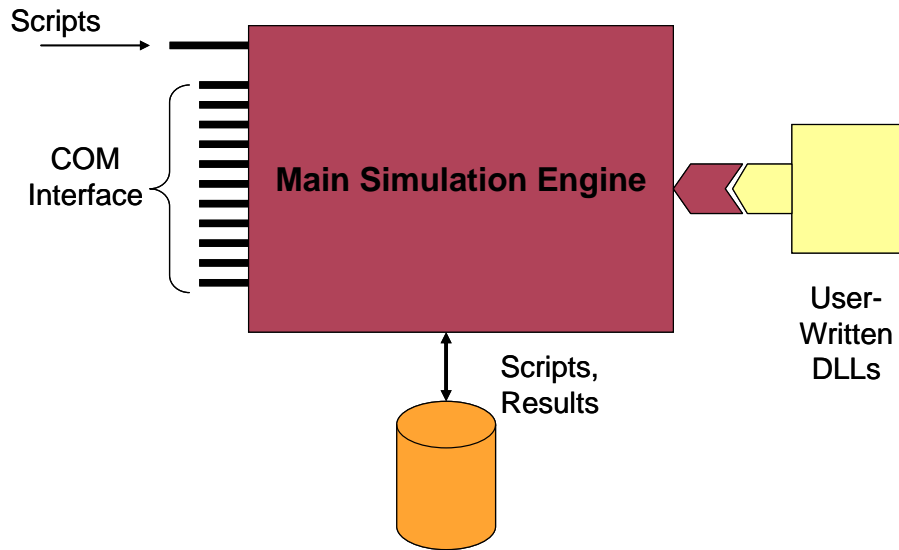 Scripts
COM
Interface
Main Simulation Engine
User-
Written
DLLs
Scripts,
Results